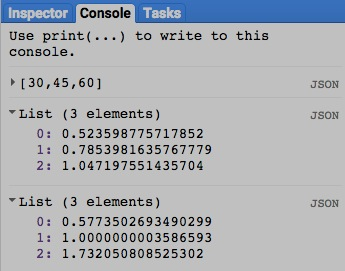 Inspector Console Tasks
Use print(...) to write to this
console.
[30,45,60] JSON
List (3 elements) JSON
0: 0.523598775717852
1: 0.7853981635767779
2: 1.047197551435704
List (3 elements) JSON
0: 0.5773502693490299
1: 1.0000000003586593
2: 1.732050808525302